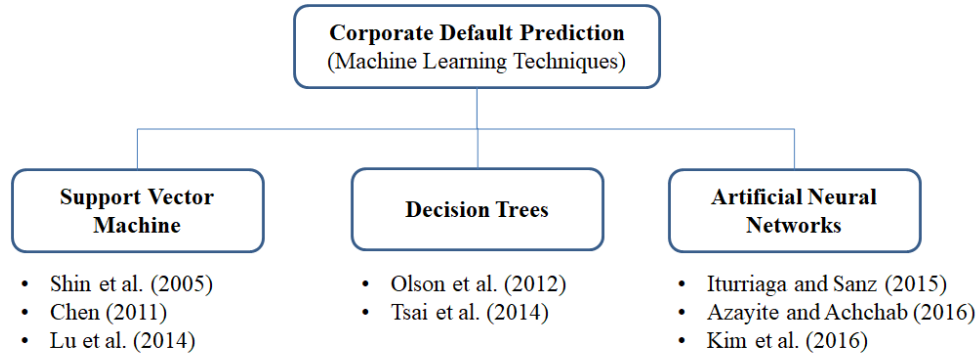 Corporate Default Prediction
(Machine Learning Techniques)
Support Vector
Machine
• Shin et al. (2005)
• Chen (2011)
• Lu et al. (2014)
Decision Trees
• Olson et al. (2012)
• Tsai et al. (2014)
Artificial Neural
Networks
• Iturriaga and Sanz (2015)
• Azayite and Achchab (2016)
• Kim et al. (2016)